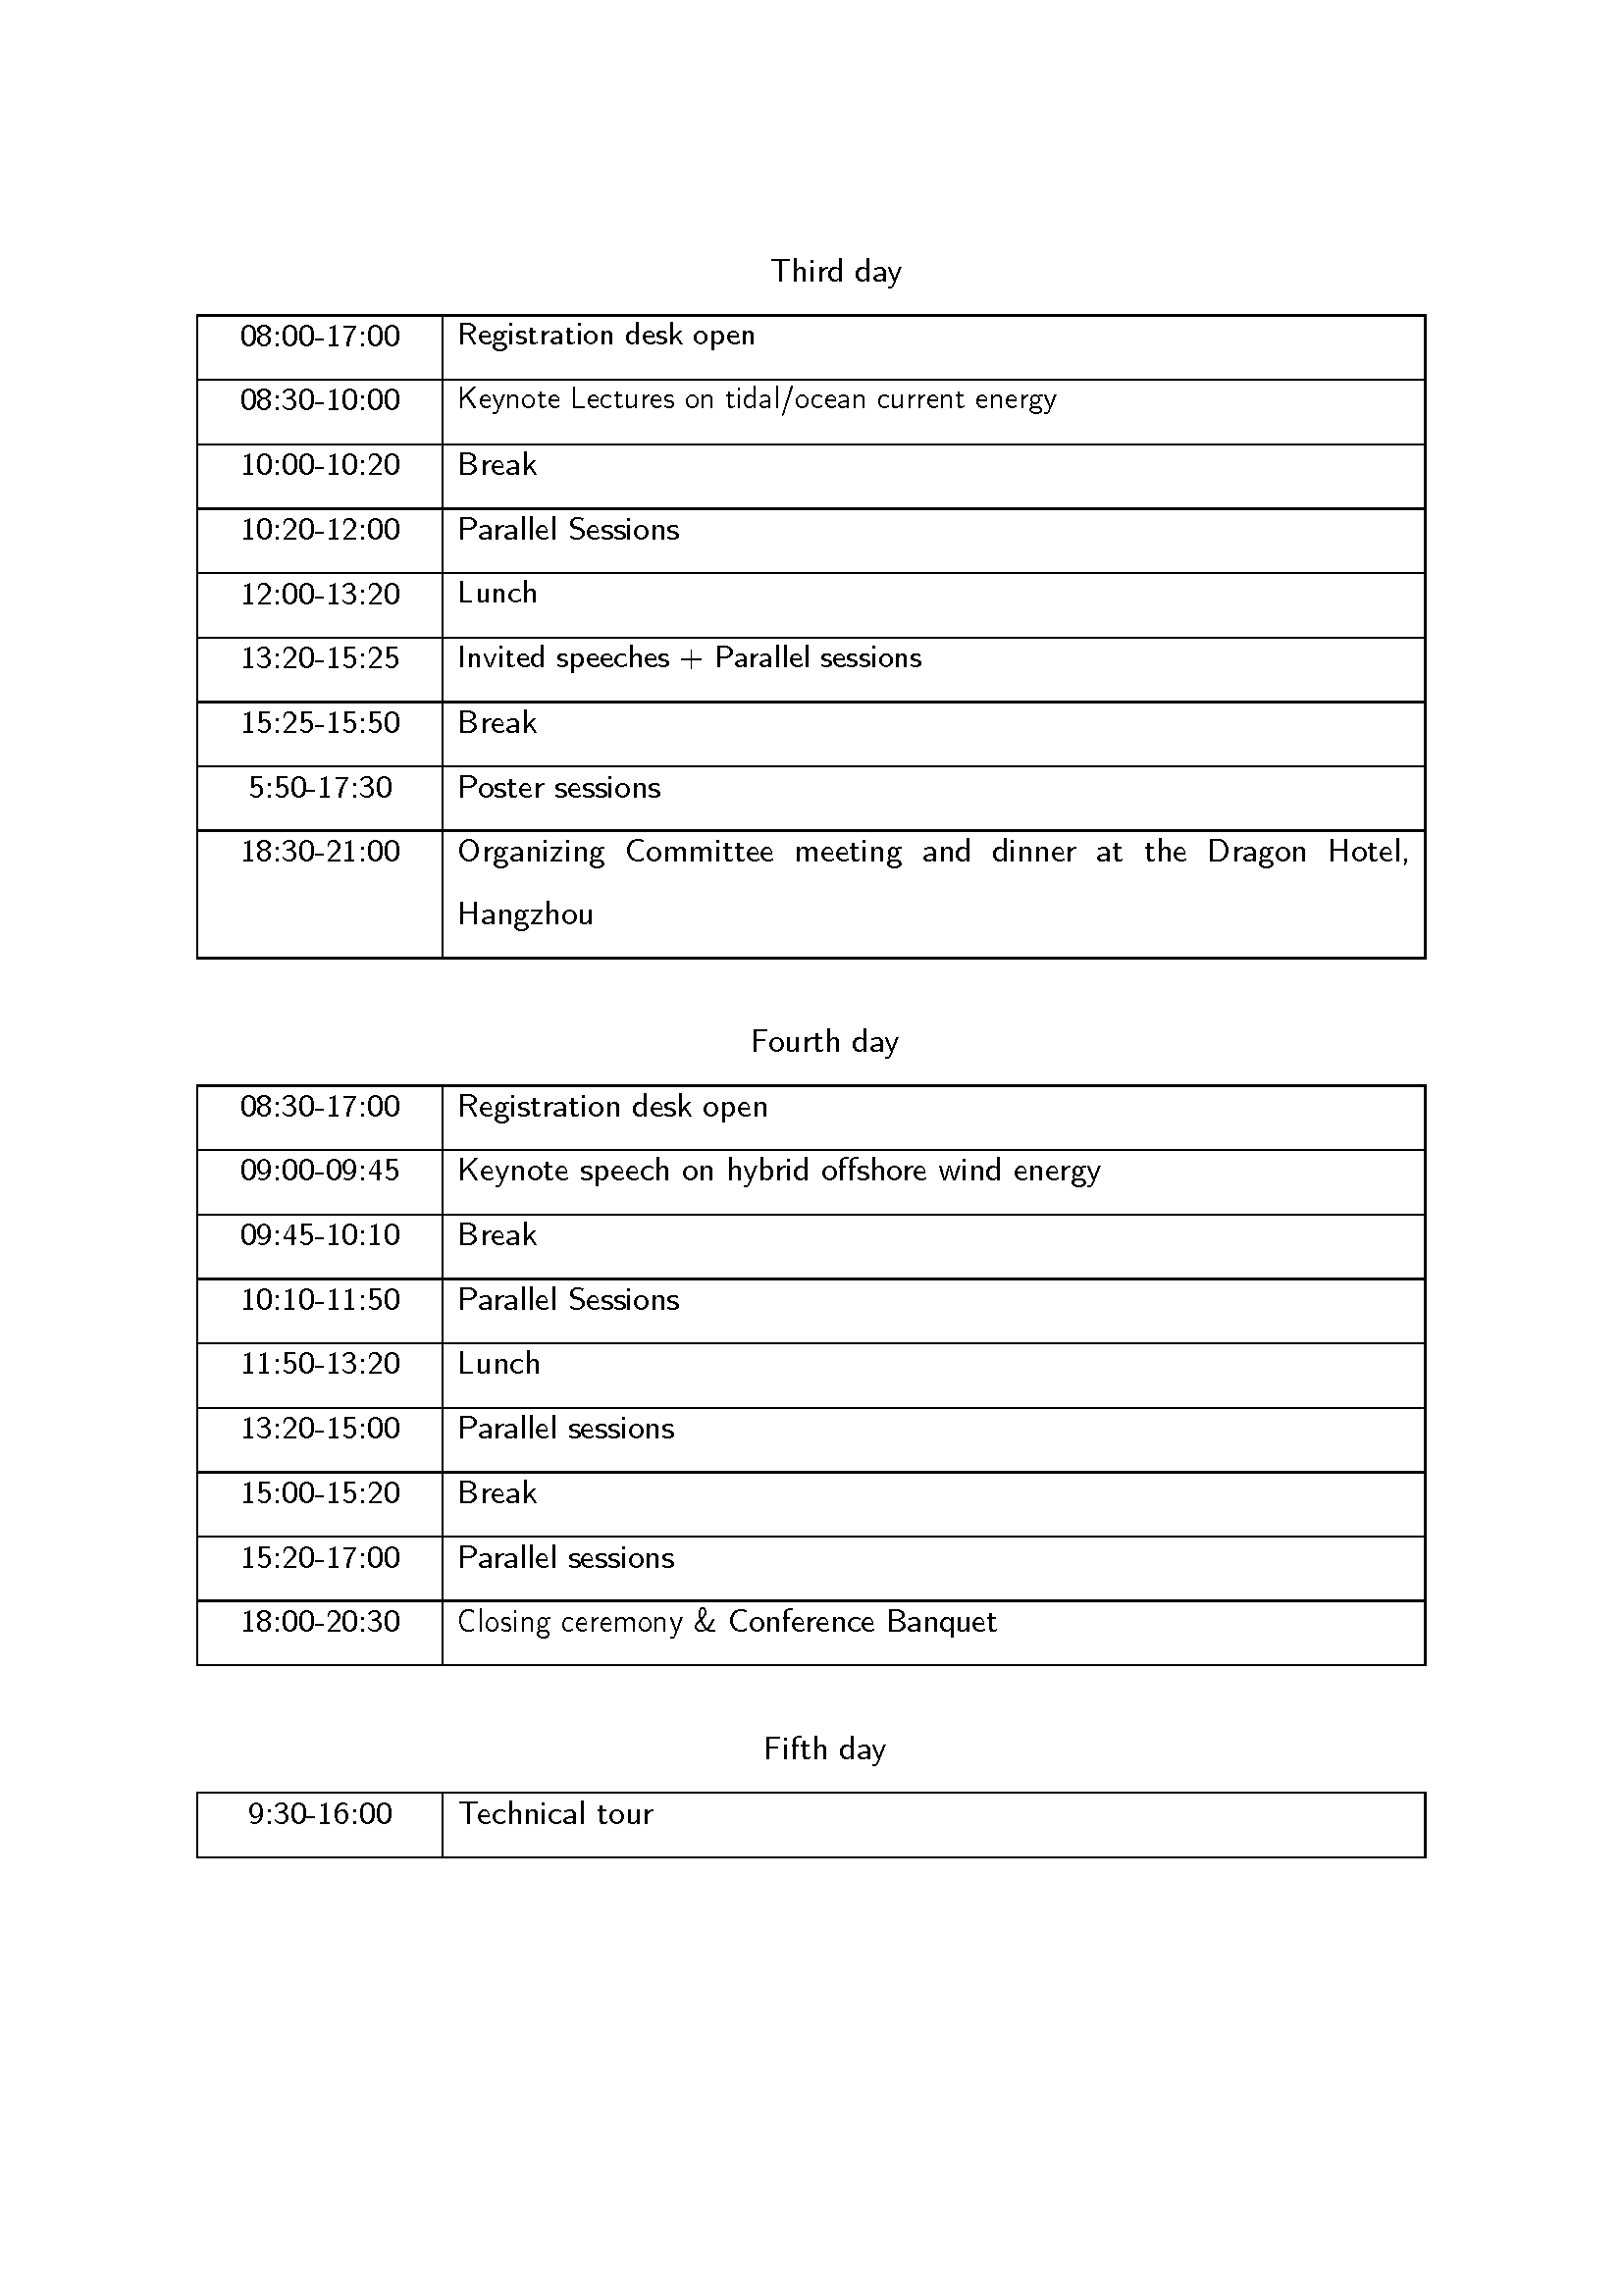 Third day
08:00-17:00 Registration desk open
08:30-10:00 Keynote Lectures on tidal/ocean current energy
10:00-10:20 Break
10:20-12:00 Parallel Sessions
12:00-13:20 Lunch
13:20-15:25 Invited speeches + Parallel sessions
15:25-15:50 Break
5:50-17:30 Poster sessions
18:30-21:00 Organizing Committee meeting and dinner at the Dragon Hotel,
Hangzhou
Fourth day
08:30-17:00 Registration desk open
09:00-09:45 Keynote speech on hybrid offshore wind energy
09:45-10:10 Break
10:10-11:50 Parallel Sessions
11:50-13:20 Lunch
13:20-15:00 Parallel sessions
15:00-15:20 Break
15:20-17:00 Parallel sessions
18:00-20:30 Closing ceremony & Conference Banquet
Fifth day
9:30-16:00 Technical tour